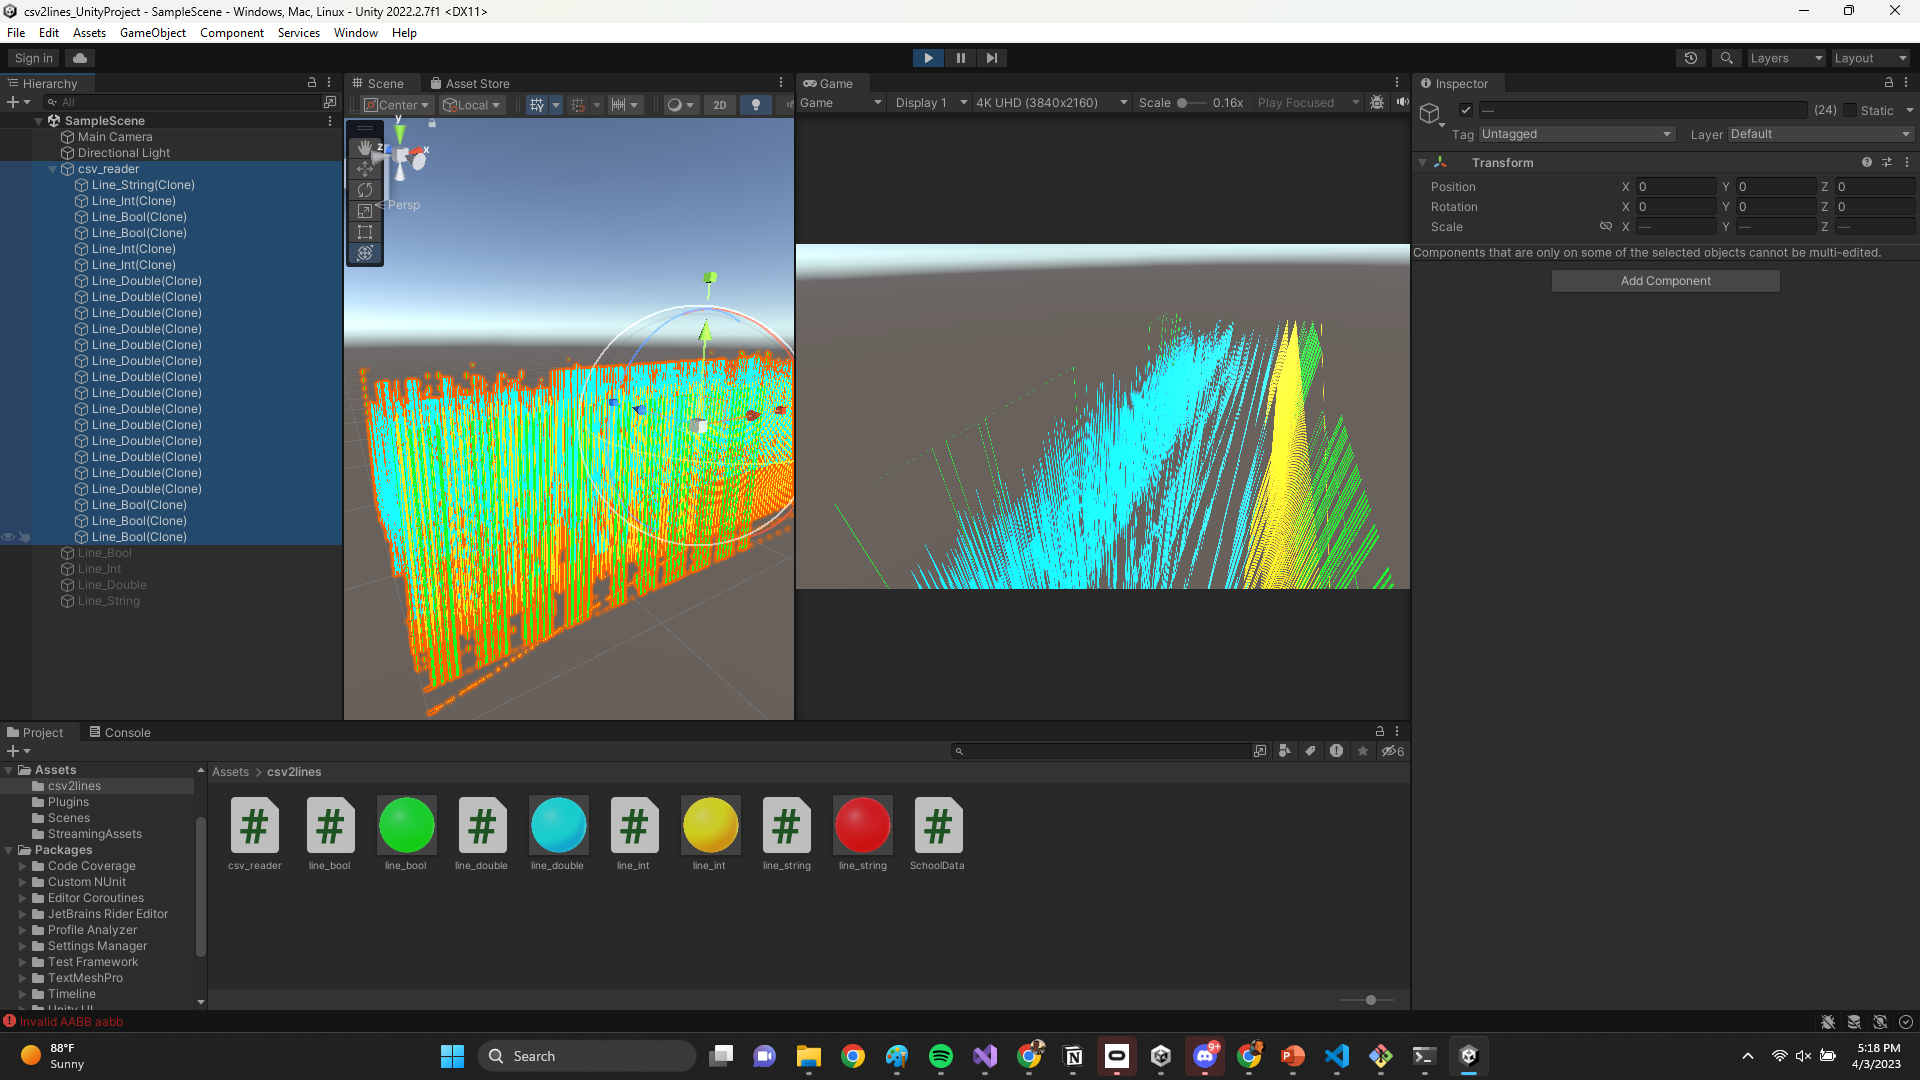 csv2lines_UnityProject - SampleScene - Windows, Mac, Linux - Unity 2022.2.7f1 <DX11>
File Edit Assets GameObject Component Services Window Help
Sign in
Layers Layout
Hierarchy
All
SampleScene
Main Camera
Directional Light
csv_reader
Line_String(Clone)
Line_Int(Clone)
Line_Bool(Clone)
Line_Bool(Clone)
Line_Int(Clone)
Line_Int(Clone)
Line_Double(Clone)
Line_Double(Clone)
Line_Double(Clone)
Line_Double(Clone)
Line_Double(Clone)
Line_Double(Clone)
Line_Double(Clone)
Line_Double(Clone)
Line_Double(Clone)
Line_Double(Clone)
Line_Double(Clone)
Line_Double(Clone)
Line_Double(Clone)
Line_Double(Clone)
Line_Bool(Clone)
Line_Bool(Clone)
Line_Bool(Clone)
Line_Bool
Line_Int
Line_Double
Line_String
Scene Asset Store
Center Local 2D
y
z x
Persp
Game
Game Display 1 4K UHD (3840x2160) Scale 0.16x Play Focused
Inspector
— (24) Static
Tag Untagged Layer Default
Transform
Position X 0 Y 0 Z 0
Rotation X 0 Y 0 Z 0
Scale X — Y — Z —
Components that are only on some of the selected objects cannot be multi-edited.
Add Component
Project Console
6
Assets
csv2lines
Plugins
Scenes
StreamingAssets
Packages
Code Coverage
Custom NUnit
Editor Coroutines
JetBrains Rider Editor
Profile Analyzer
Settings Manager
Test Framework
TextMeshPro
Timeline
Unity UI
Assets > csv2lines
csv_reader line_bool line_bool line_double line_double line_int line_int line_string line_string SchoolData
Invalid AABB aabb
88°F
Sunny
Search
9+
5:18 PM
4/3/2023